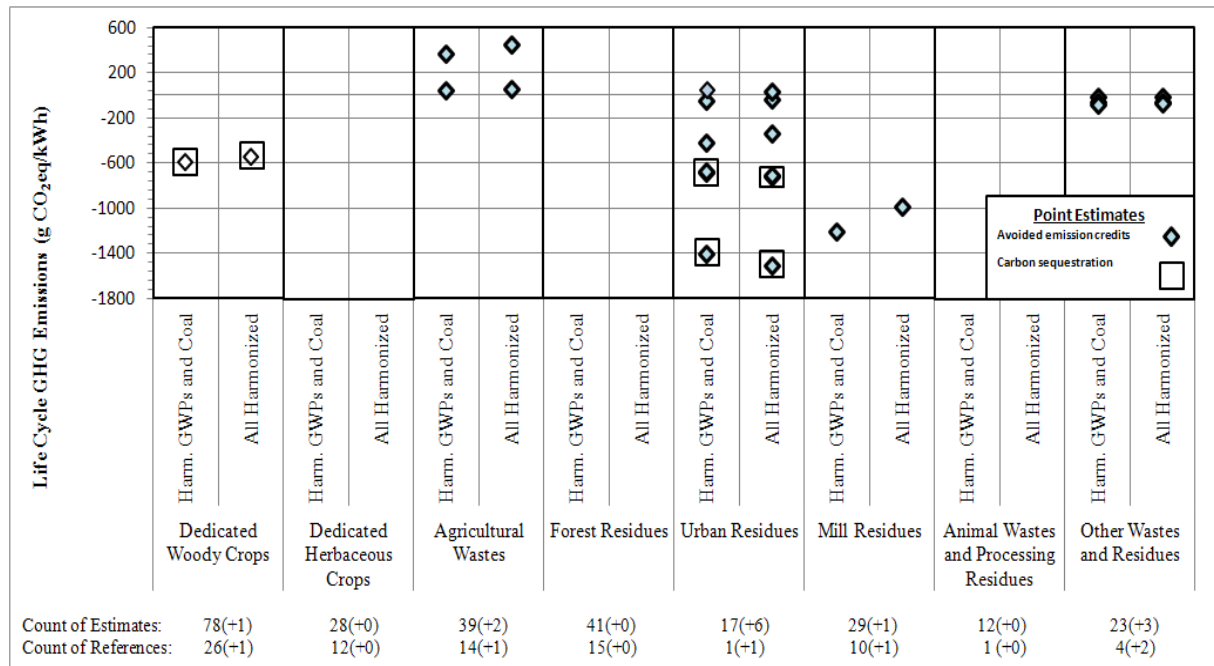 Life Cycle GHG Emissions (g CO₂eq/kWh)
600
200
-200
-600
-1000
-1400
-1800
Point Estimates
Avoided emission credits
Carbon sequestration
Harm. GWPs and Coal
All Harmonized
Harm. GWPs and Coal
All Harmonized
Harm. GWPs and Coal
All Harmonized
Harm. GWPs and Coal
All Harmonized
Harm. GWPs and Coal
All Harmonized
Harm. GWPs and Coal
All Harmonized
Harm. GWPs and Coal
All Harmonized
Harm. GWPs and Coal
All Harmonized
Dedicated
Woody Crops
Dedicated
Herbaceous
Crops
Agricultural
Wastes
Forest Residues
Urban Residues
Mill Residues
Animal Wastes
and Processing
Residues
Other Wastes
and Residues
Count of Estimates: 78(+1) 28(+0) 39(+2) 41(+0) 17(+6) 29(+1) 12(+0) 23(+3)
Count of References: 26(+1) 12(+0) 14(+1) 15(+0) 1(+1) 10(+1) 1 (+0) 4(+2)